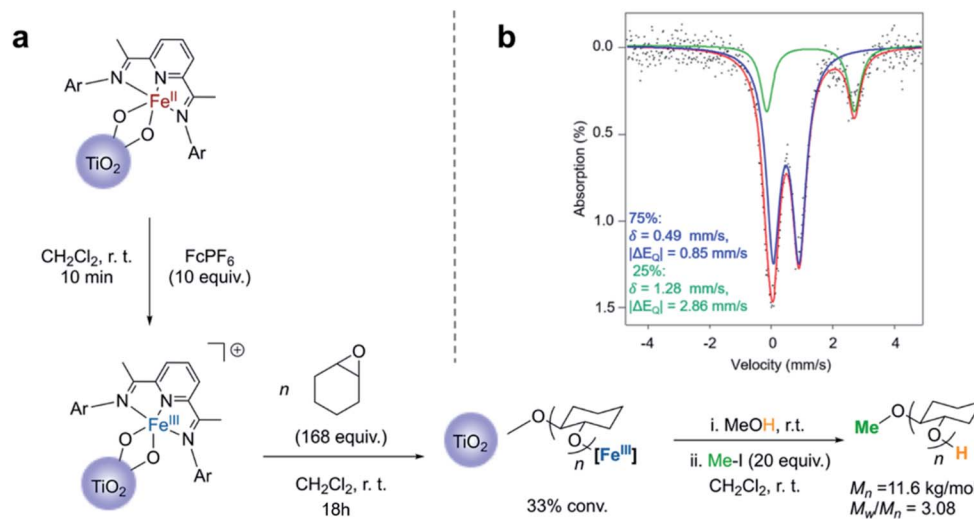 a
N
N
Ar
Fe^II
O
N
O
Ar
TiO2
CH2Cl2, r. t.
10 min
FcPF6
(10 equiv.)
⊕
N
Ar
N
Fe^III
O
N
O
Ar
TiO2
n
O
(168 equiv.)
CH2Cl2, r. t.
18h
TiO2
O
O
n
[Fe^III]
33% conv.
i. MeOH, r.t.
ii. Me-I (20 equiv.)
CH2Cl2, r. t.
Me
O
O
n
H
Mn =11.6 kg/mol
Mw/Mn = 3.08
b
0.0
0.5
1.0
1.5
Absorption (%)
75%:
δ = 0.49 mm/s,
|ΔEQ| = 0.85 mm/s
25%:
δ = 1.28 mm/s,
|ΔEQ| = 2.86 mm/s
-4
-2
0
2
4
Velocity (mm/s)